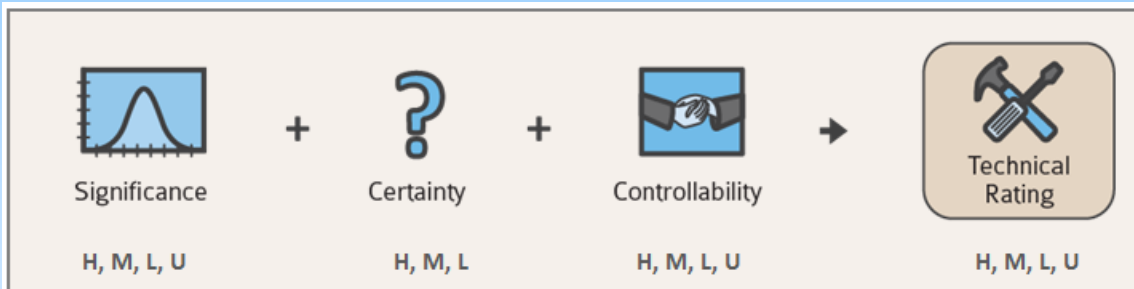 + + →
Significance Certainty Controllability Technical
Rating
H, M, L, U H, M, L H, M, L, U H, M, L, U